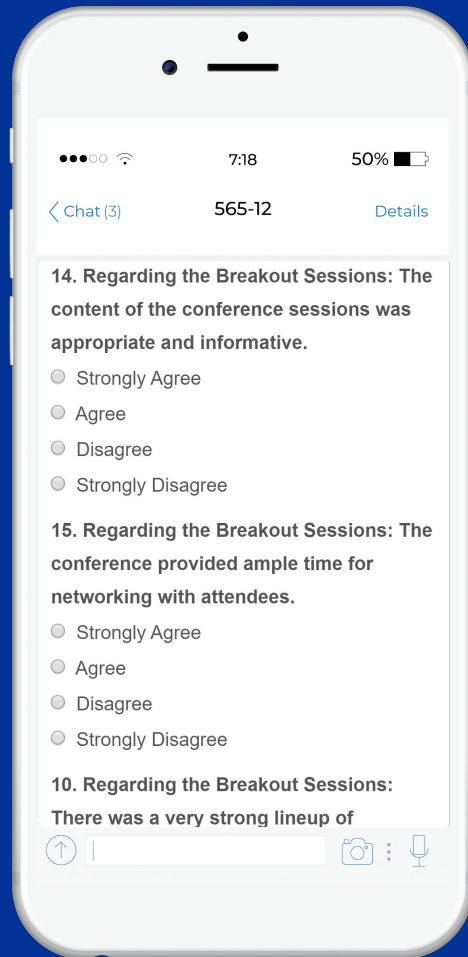 7:18
50%
Chat (3)
565-12
Details
14. Regarding the Breakout Sessions: The
content of the conference sessions was
appropriate and informative.
Strongly Agree
Agree
Disagree
Strongly Disagree
15. Regarding the Breakout Sessions: The
conference provided ample time for
networking with attendees.
Strongly Agree
Agree
Disagree
Strongly Disagree
10. Regarding the Breakout Sessions:
There was a very strong lineup of